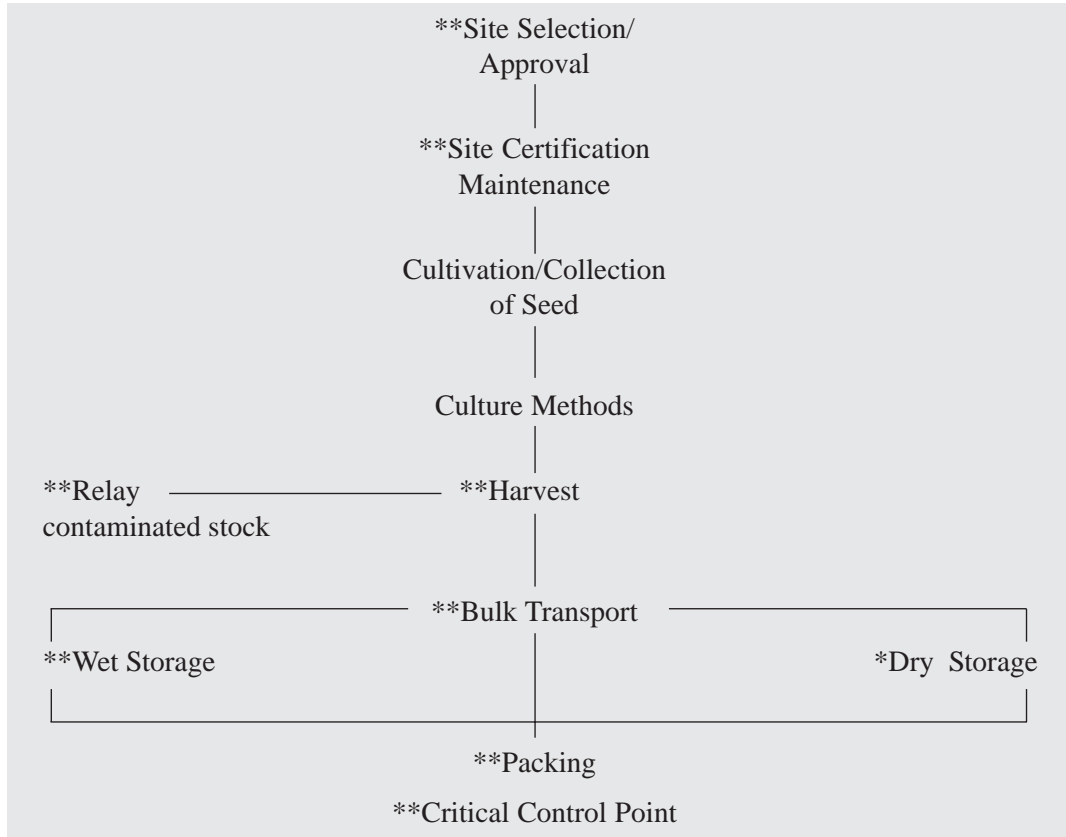 **Site Selection/
Approval
**Site Certification
Maintenance
Cultivation/Collection
of Seed
Culture Methods
**Relay
contaminated stock
**Harvest
**Bulk Transport
**Wet Storage
*Dry Storage
**Packing
**Critical Control Point